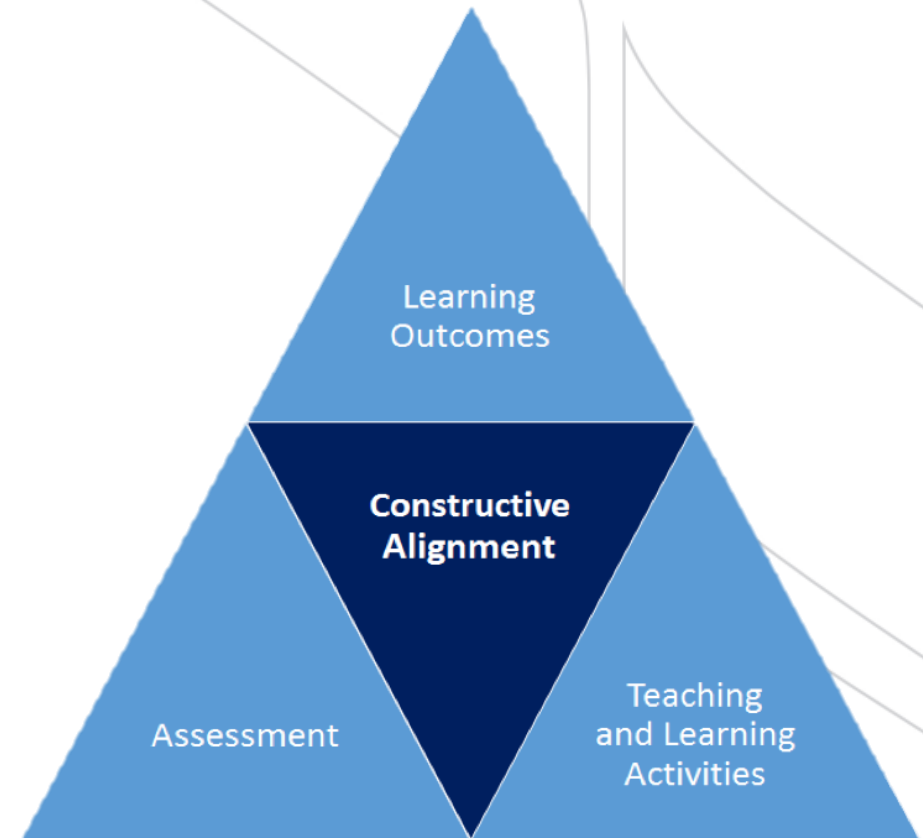 Learning
Outcomes
Constructive
Alignment
Assessment
Teaching
and Learning
Activities